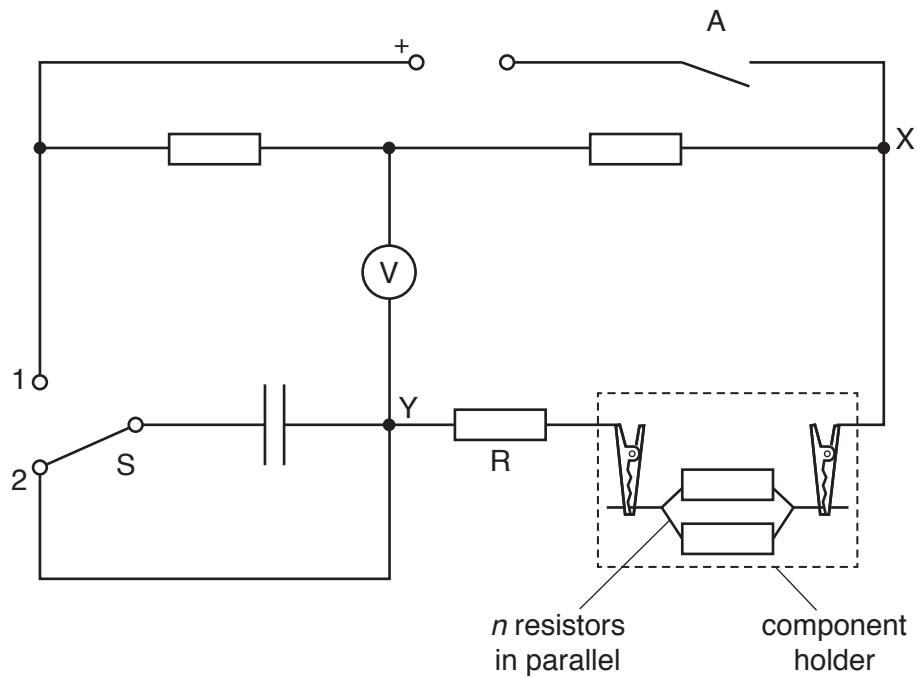 A
+
X
V
1
Y
S
2
R
n resistors
in parallel
component
holder